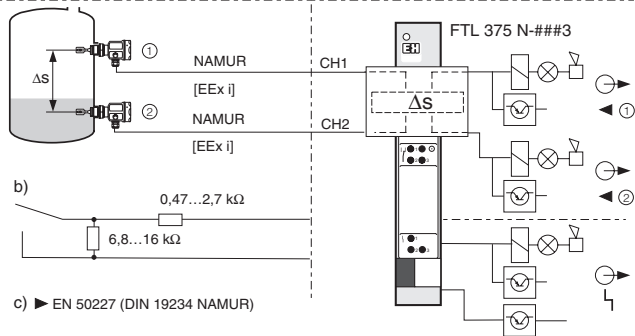 FTL 375 N-###3
EH
①
NAMUR
CH1
[EEx i]
Δs
Δs
①
②
NAMUR
CH2
[EEx i]
②
b)
0,47...2,7 kΩ
6,8...16 kΩ
c) ► EN 50227 (DIN 19234 NAMUR)